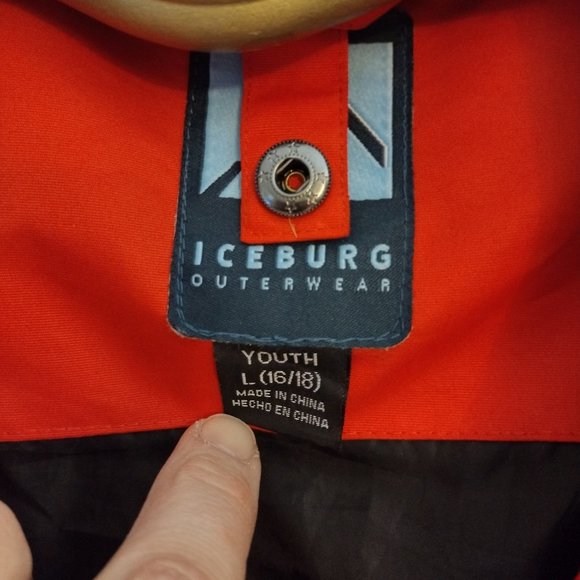 ICEBURG
OUTERWEAR
YOUTH
L (16/18)
MADE IN CHINA
HECHO EN CHINA